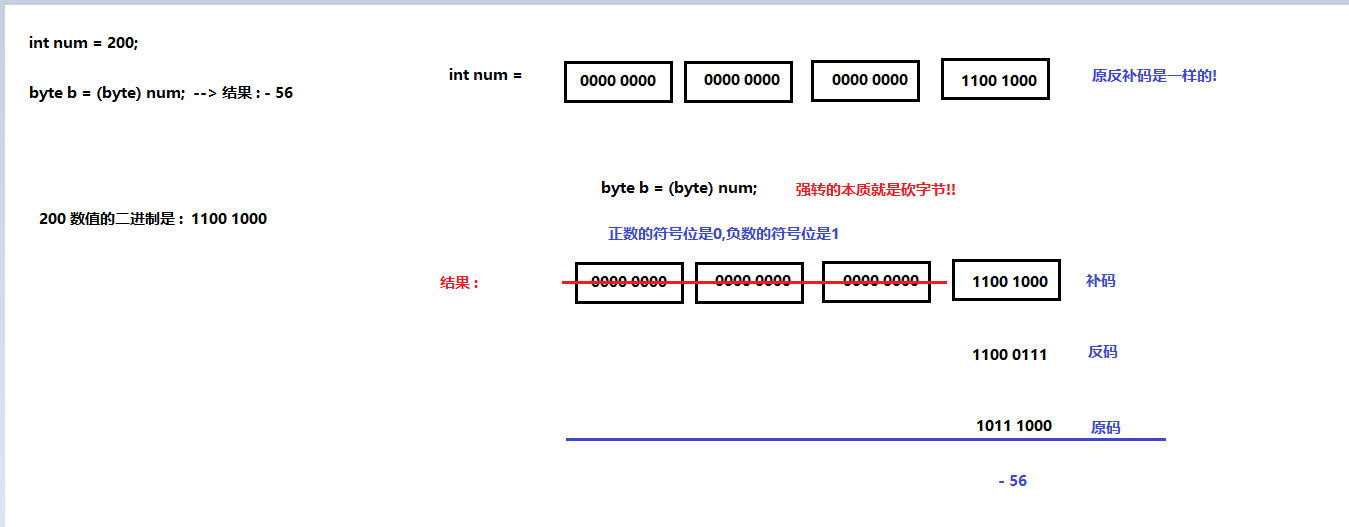 int num = 200;
int num = 0000 0000 0000 0000 0000 0000 1100 1000 原反补码是一样的!
byte b = (byte) num; --> 结果 : - 56
byte b = (byte) num; 强转的本质就是砍字节!!
200 数值的二进制是 : 1100 1000
正数的符号位是0,负数的符号位是1
结果 : 0000 0000 0000 0000 0000 0000 1100 1000 补码
1100 0111 反码
1011 1000 原码
- 56